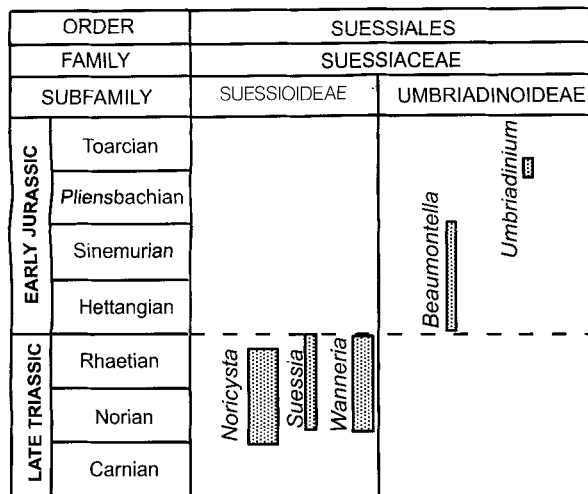 ORDER SUESSIALES
FAMILY SUESSIACEAE
SUBFAMILY SUESSIOIDEAE UMBRIADINOIDEAE
EARLY JURASSIC
Toarcian
Pliensbachian
Sinemurian
Hettangian
LATE TRIASSIC
Rhaetian
Norian
Carnian
Noricysta
Suessia
Wanneria
Beaumontella
Umbriadinium